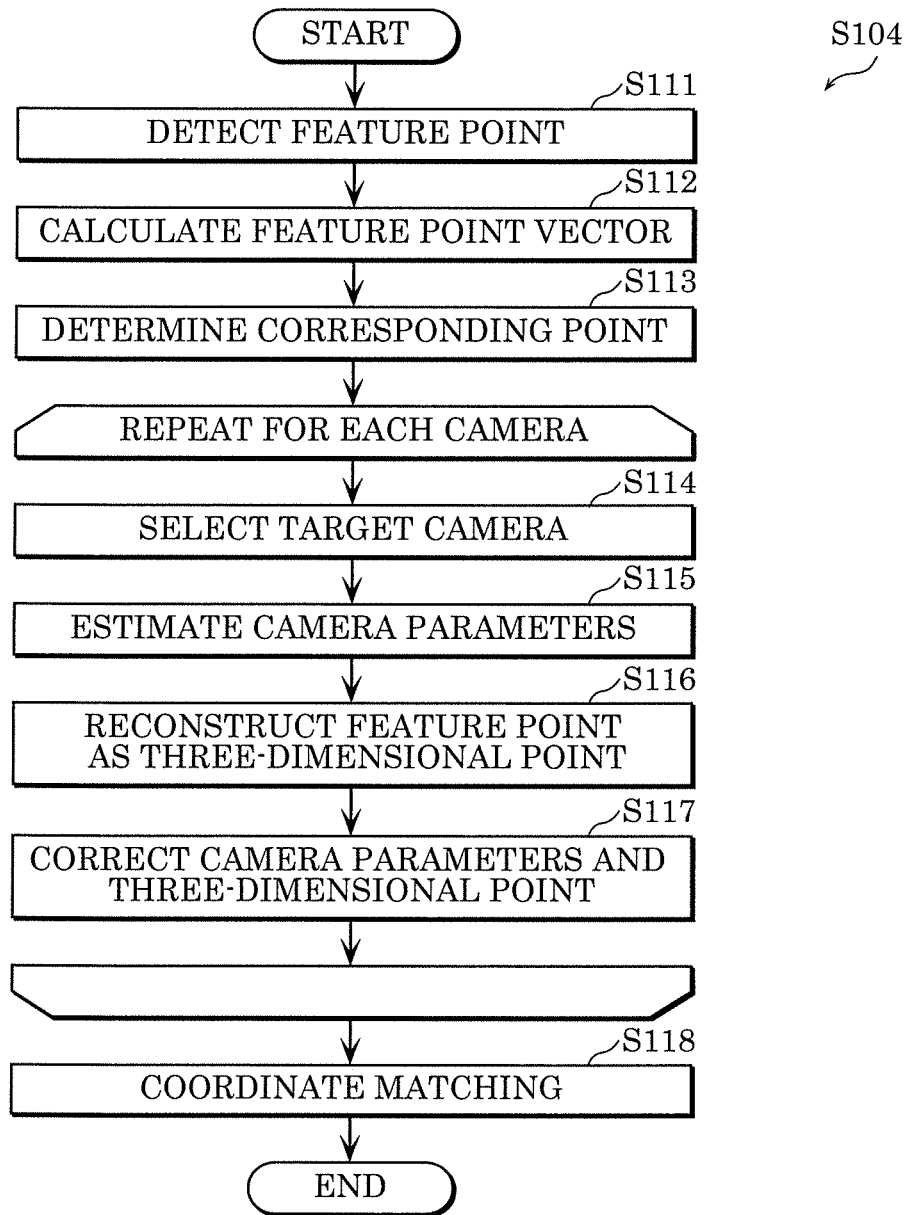 START
S104
S111
DETECT FEATURE POINT
S112
CALCULATE FEATURE POINT VECTOR
S113
DETERMINE CORRESPONDING POINT
REPEAT FOR EACH CAMERA
S114
SELECT TARGET CAMERA
S115
ESTIMATE CAMERA PARAMETERS
S116
RECONSTRUCT FEATURE POINT
AS THREE-DIMENSIONAL POINT
S117
CORRECT CAMERA PARAMETERS AND
THREE-DIMENSIONAL POINT
S118
COORDINATE MATCHING
END